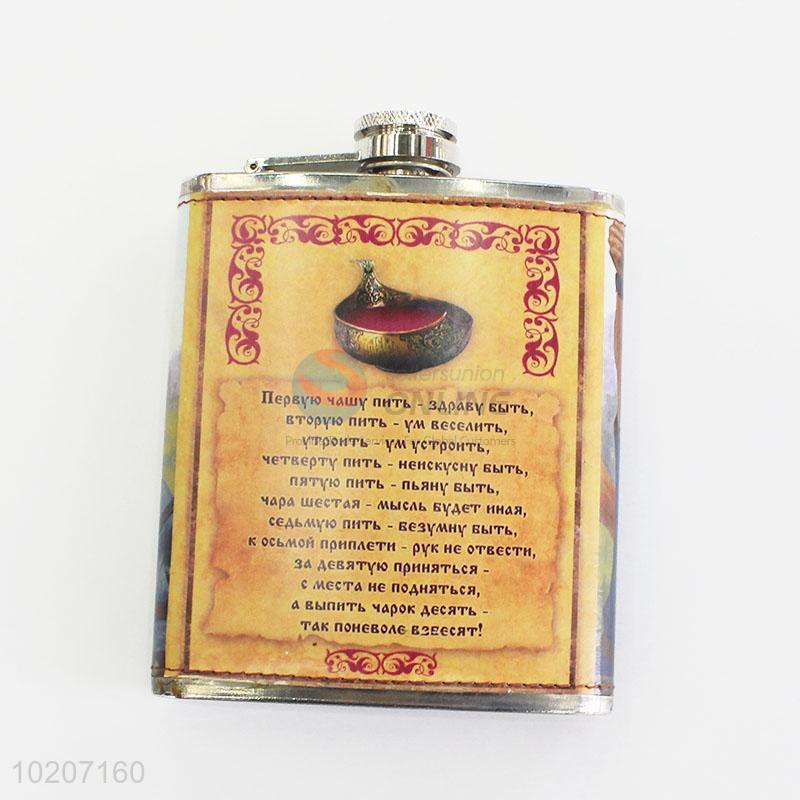 Первую чашу пить - здраву быть,
вторую пить - ум веселить,
утроить - ум устроить,
четверту пить - неискусну быть,
пятую пить - пьяну быть,
чара шестая - мысль будет иная,
седьмую пить - безумну быть,
к осьмой приплети - рук не отвести,
за девятую приняться -
с места не подняться,
а выпить чарок десять -
так поневоле взбесят!
ONLINE
10207160